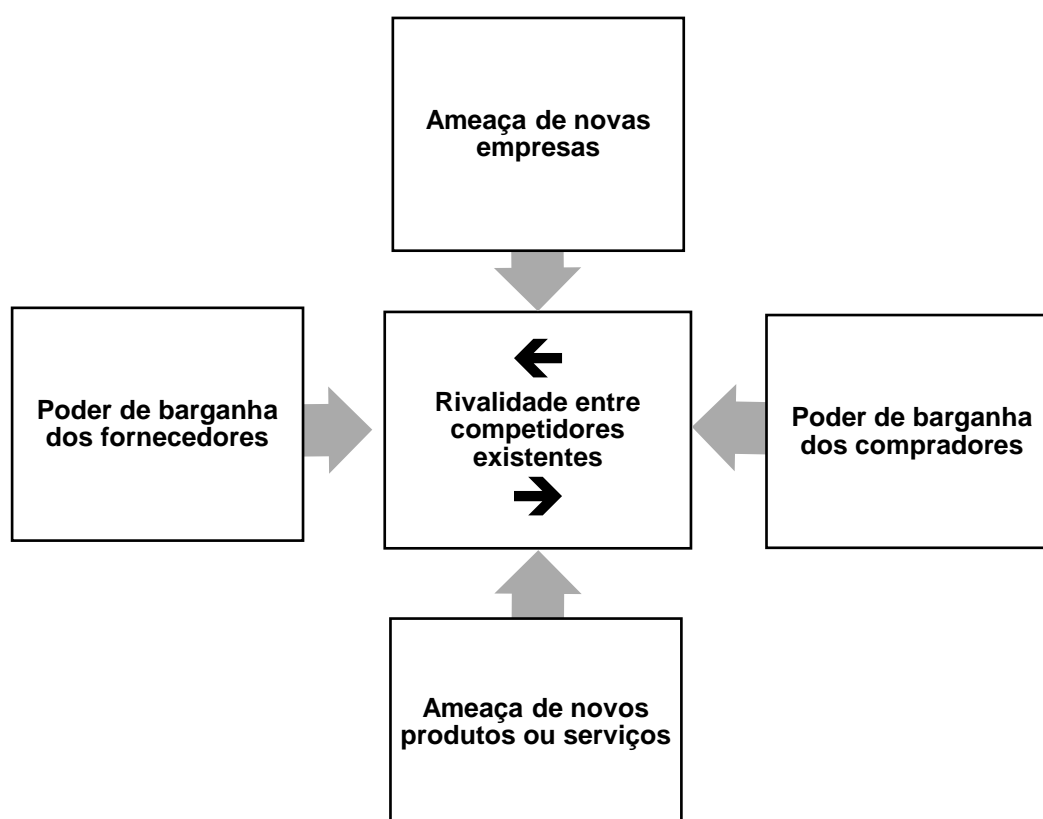 Ameaça de novas
empresas
Poder de barganha
dos fornecedores
Rivalidade entre
competidores
existentes
Poder de barganha
dos compradores
Ameaça de novos
produtos ou serviços